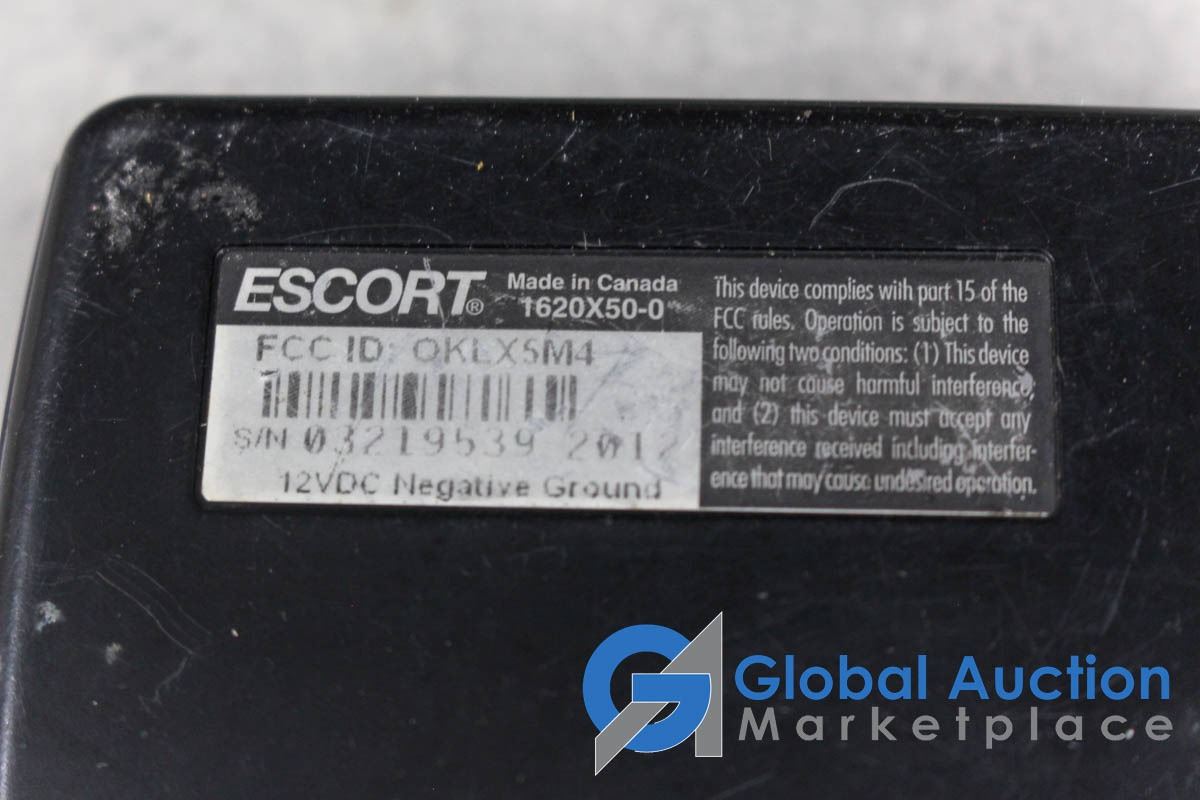 ESCORT®
Made in Canada
1620X50-0
FCC ID: QKLX5M4
S/N 03219539 2012
12VDC Negative Ground
This device complies with part 15 of the
FCC rules. Operation is subject to the
following two conditions: (1) This device
may not cause harmful interference,
and (2) this device must accept any
interference received including interfer-
ence that may cause undesired operation.
Global Auction
Marketplace